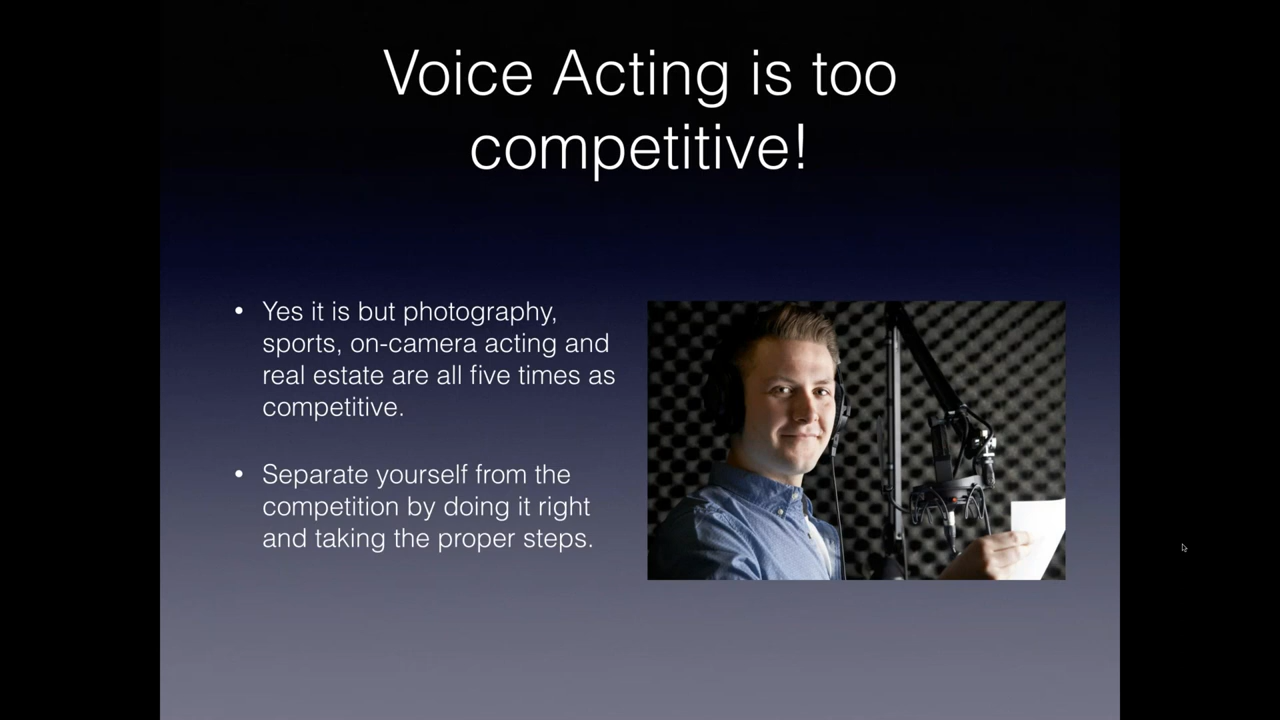 Voice Acting is too
competitive!
• Yes it is but photography,
sports, on-camera acting and
real estate are all five times as
competitive.
• Separate yourself from the
competition by doing it right
and taking the proper steps.